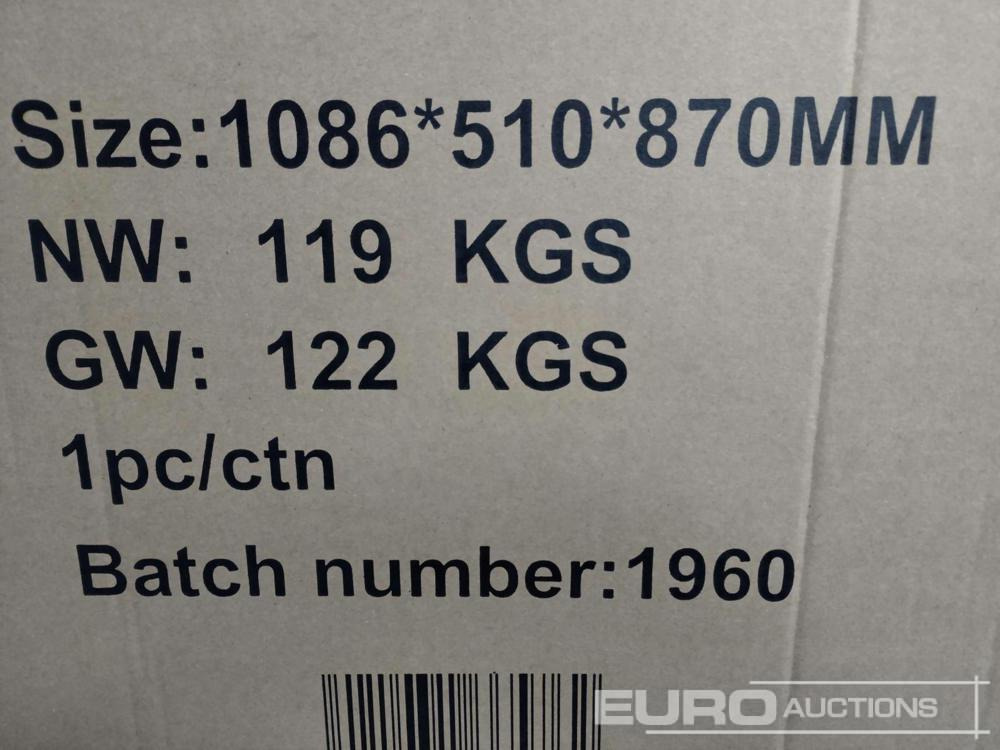 Size:1086*510*870MM
NW: 119 KGS
GW: 122 KGS
1pc/ctn
Batch number:1960
EURO AUCTIONS